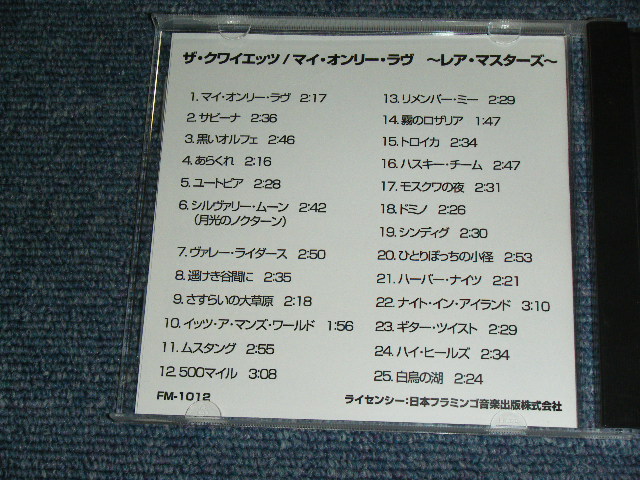 ザ・クワイエッツ/マイ・オンリー・ラヴ　～レア・マスターズ～
1. マイ・オンリー・ラヴ 2:17
2. サビーナ 2:36
3. 黒いオルフェ 2:46
4. あらくれ 2:16
5. ユートピア 2:28
6. シルヴァリー・ムーン 2:42
（月光のノクターン）
7. ヴァレー・ライダース 2:50
8. 遥けき谷間に 2:35
9. さすらいの大草原 2:18
10. イッツ・ア・マンズ・ワールド 1:56
11. ムスタング 2:55
12. 500マイル 3:08
13. リメンバー・ミー 2:29
14. 霧のロザリア 1:47
15. トロイカ 2:34
16. ハスキー・チーム 2:47
17. モスクワの夜 2:31
18. ドミノ 2:26
19. シンディグ 2:30
20. ひとりぼっちの小径 2:53
21. ハーバー・ナイツ 2:21
22. ナイト・イン・アイランド 3:10
23. ギター・ツイスト 2:29
24. ハイ・ヒールズ 2:34
25. 白鳥の湖 2:24
FM-1012
ライセンシー：日本フラミンゴ音楽出版株式会社